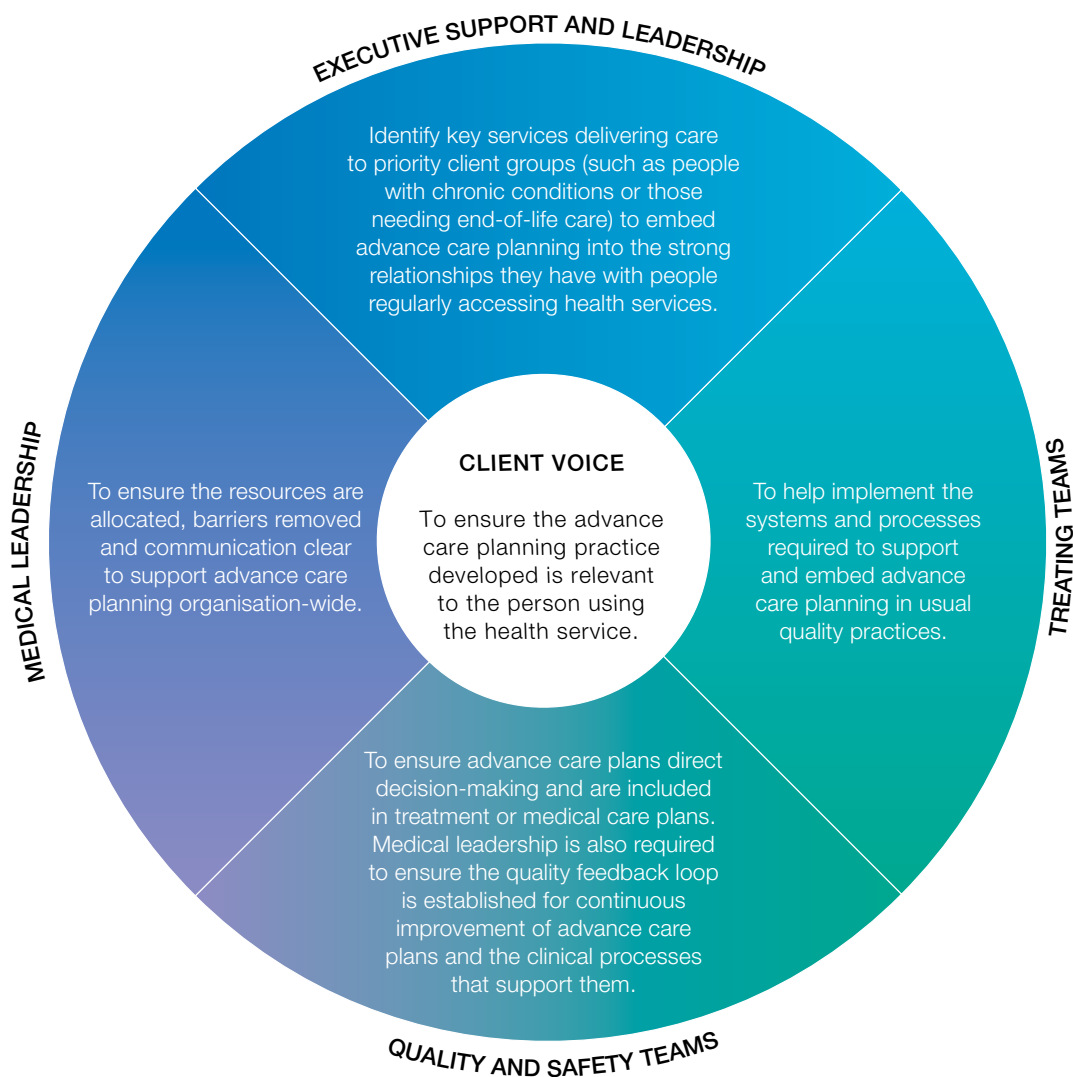 EXECUTIVE SUPPORT AND LEADERSHIP
Identify key services delivering care
to priority client groups (such as people
with chronic conditions or those
needing end-of-life care) to embed
advance care planning into the strong
relationships they have with people
regularly accessing health services.
MEDICAL LEADERSHIP
To ensure the resources are
allocated, barriers removed
and communication clear
to support advance care
planning organisation-wide.
CLIENT VOICE
To ensure the advance
care planning practice
developed is relevant
to the person using
the health service.
To help implement the
systems and processes
required to support
and embed advance
care planning in usual
quality practices.
TREATING TEAMS
To ensure advance care plans direct
decision-making and are included
in treatment or medical care plans.
Medical leadership is also required
to ensure the quality feedback loop
is established for continuous
improvement of advance care
plans and the clinical processes
that support them.
QUALITY AND SAFETY TEAMS